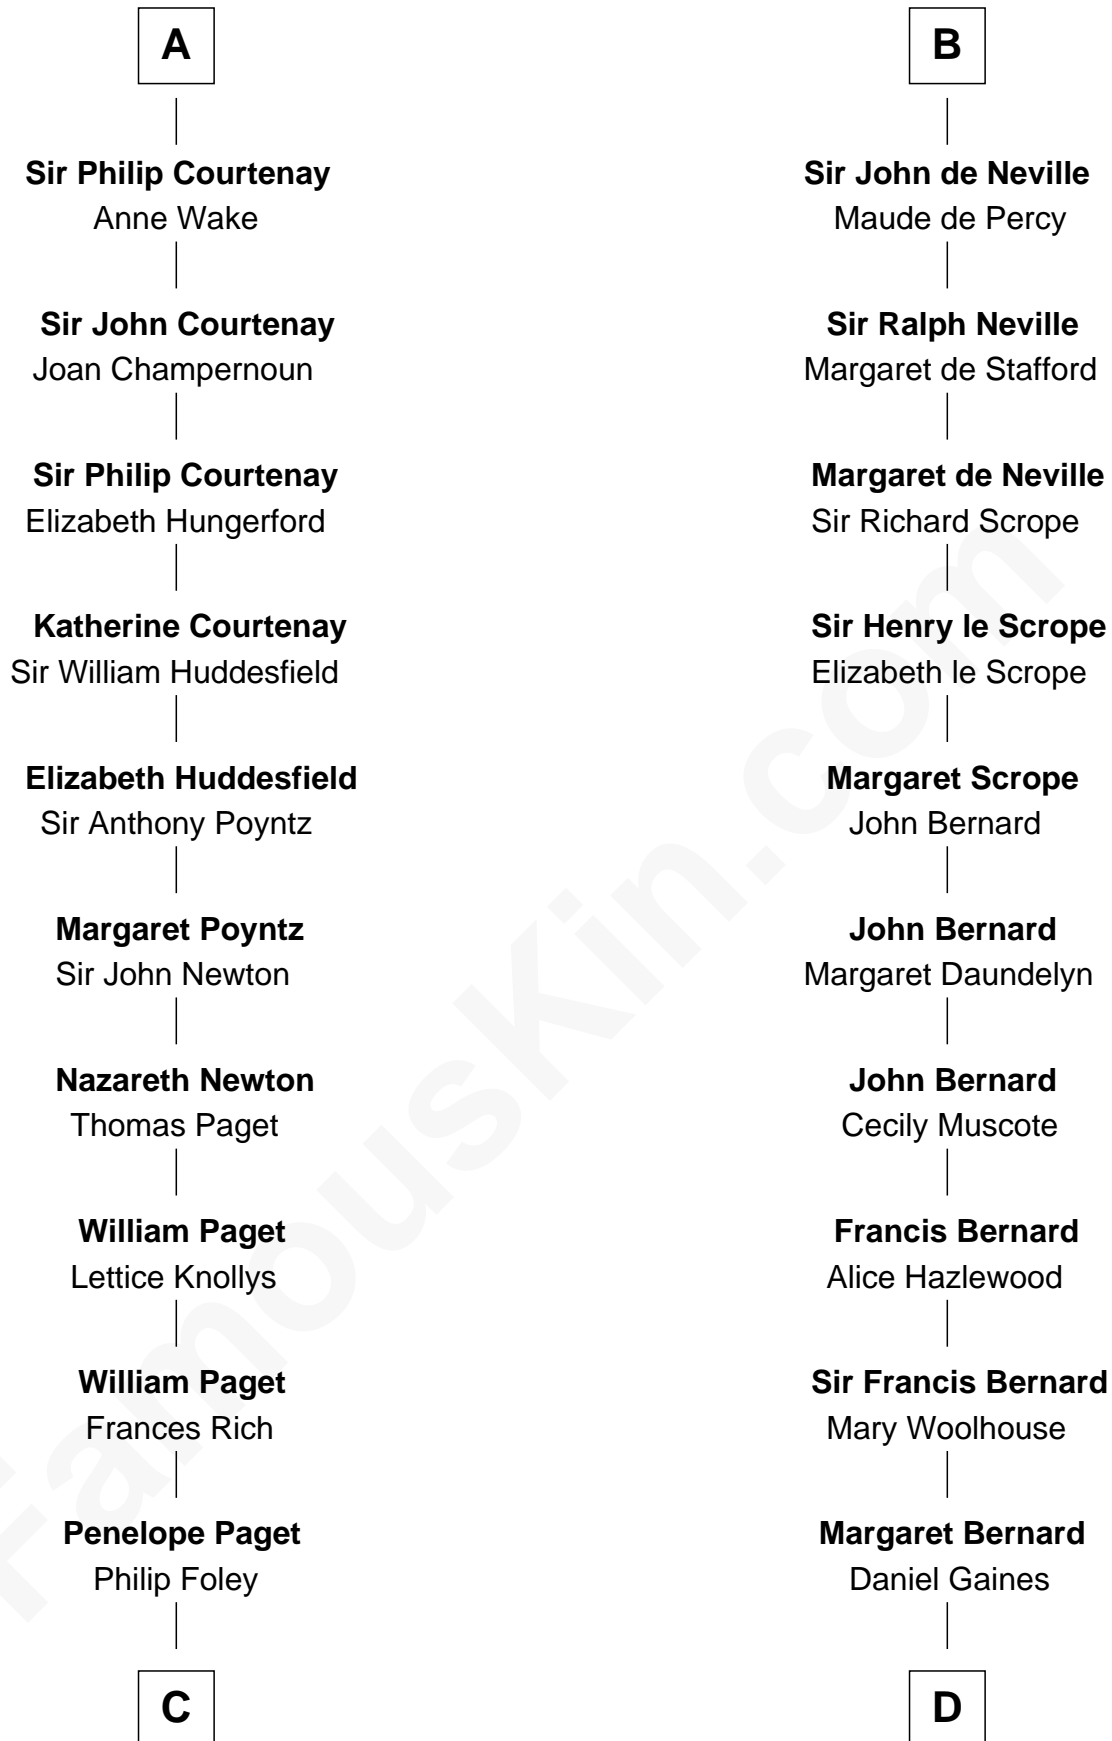 A
Sir Philip Courtenay
Anne Wake
Sir John Courtenay
Joan Champernoun
Sir Philip Courtenay
Elizabeth Hungerford
Katherine Courtenay
Sir William Huddesfield
Elizabeth Huddesfield
Sir Anthony Poyntz
Margaret Poyntz
Sir John Newton
Nazareth Newton
Thomas Paget
William Paget
Lettice Knollys
William Paget
Frances Rich
Penelope Paget
Philip Foley
C
B
Sir John de Neville
Maude de Percy
Sir Ralph Neville
Margaret de Stafford
Margaret de Neville
Sir Richard Scrope
Sir Henry le Scrope
Elizabeth le Scrope
Margaret Scrope
John Bernard
John Bernard
Margaret Daundelyn
John Bernard
Cecily Muscote
Francis Bernard
Alice Hazlewood
Sir Francis Bernard
Mary Woolhouse
Margaret Bernard
Daniel Gaines
D
FamousKin.com